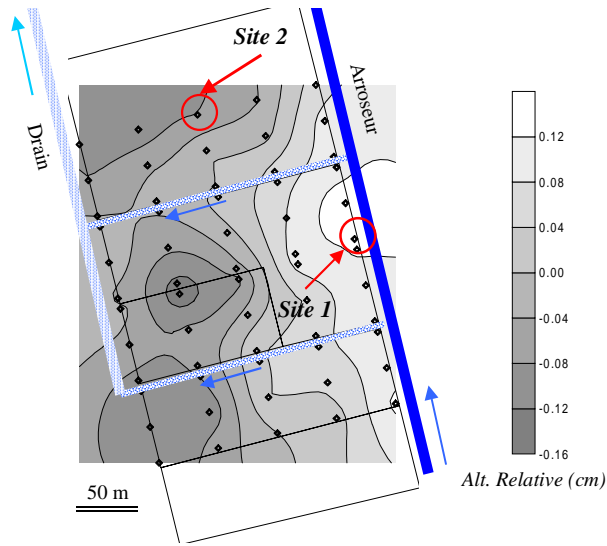 Site 2
Arroseur
Drain
0.12
0.08
0.04
0.00
-0.04
-0.08
-0.12
-0.16
Site 1
50 m
Alt. Relative (cm)